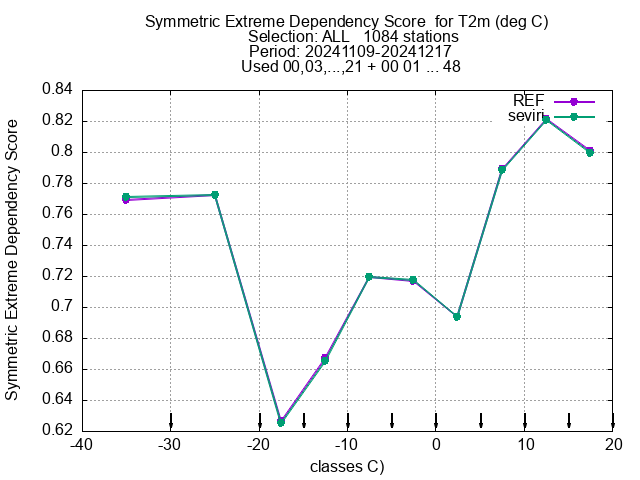 Symmetric Extreme Dependency Score for T2m (deg C)
Selection: ALL 1084 stations
Period: 20241109-20241217
Used 00,03,...,21 + 00 01 ... 48
REF
seviri
Symmetric Extreme Dependency Score
0.84
0.82
0.8
0.78
0.76
0.74
0.72
0.7
0.68
0.66
0.64
0.62
-40 -30 -20 -10 0 10 20
classes C)